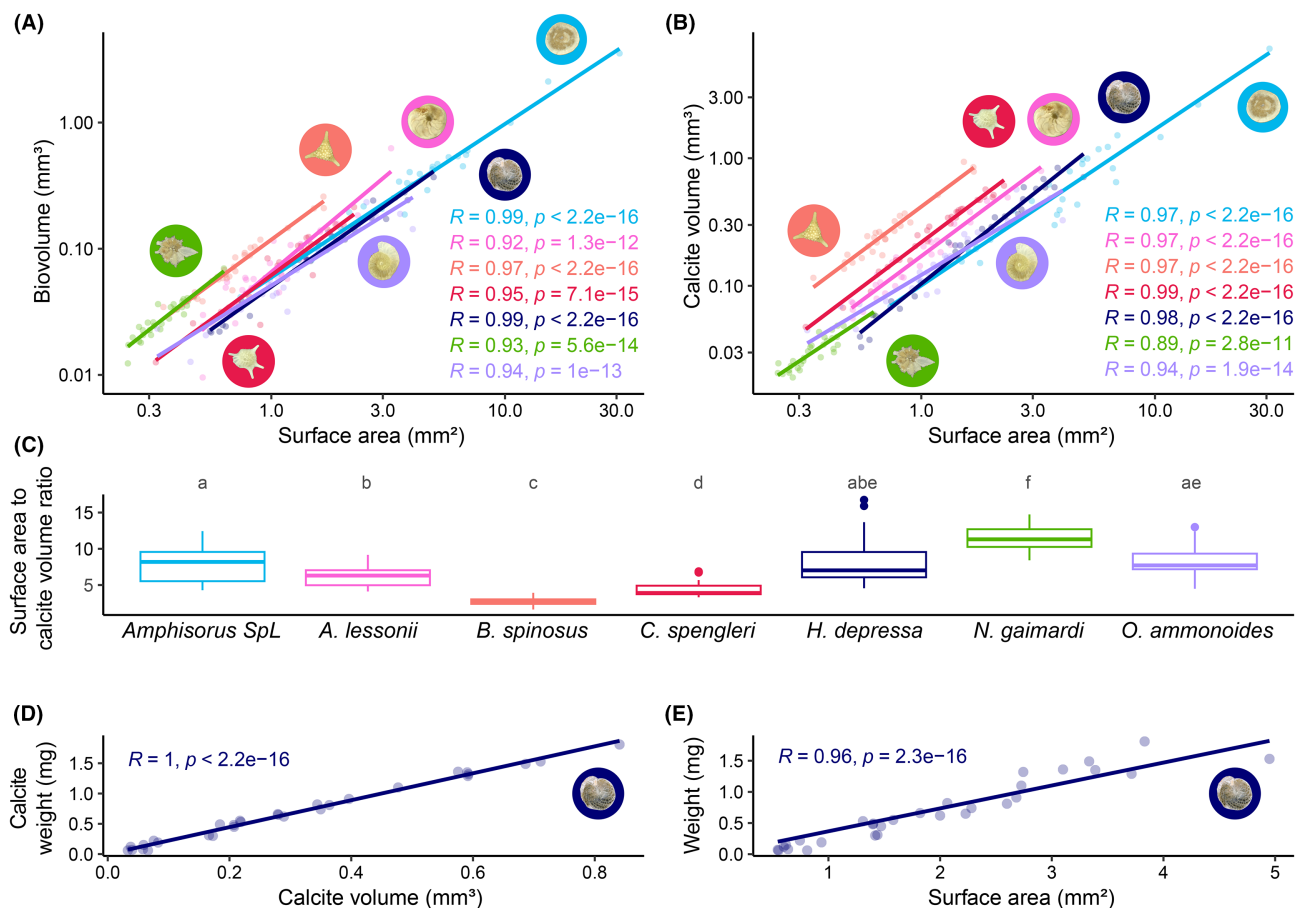 (A)
Biovolume (mm³)
1.00
0.10
0.01
0.3 1.0 3.0 10.0 30.0
Surface area (mm²)
R = 0.99, p < 2.2e−16
R = 0.92, p = 1.3e−12
R = 0.97, p < 2.2e−16
R = 0.95, p = 7.1e−15
R = 0.99, p < 2.2e−16
R = 0.93, p = 5.6e−14
R = 0.94, p = 1e−13
(B)
Calcite volume (mm³)
3.00
1.00
0.30
0.10
0.03
0.3 1.0 3.0 10.0 30.0
Surface area (mm²)
R = 0.97, p < 2.2e−16
R = 0.97, p < 2.2e−16
R = 0.97, p < 2.2e−16
R = 0.99, p < 2.2e−16
R = 0.98, p < 2.2e−16
R = 0.89, p = 2.8e−11
R = 0.94, p = 1.9e−14
(C)
Surface area to
calcite volume ratio
15
10
5
a b c d abe f ae
Amphisorus SpL A. lessonii B. spinosus C. spengleri H. depressa N. gaimardi O. ammonoides
(D)
Calcite
weight (mg)
1.5
1.0
0.5
0.0
R = 1, p < 2.2e−16
0.0 0.2 0.4 0.6 0.8
Calcite volume (mm³)
(E)
Weight (mg)
1.5
1.0
0.5
0.0
R = 0.96, p = 2.3e−16
1 2 3 4 5
Surface area (mm²)